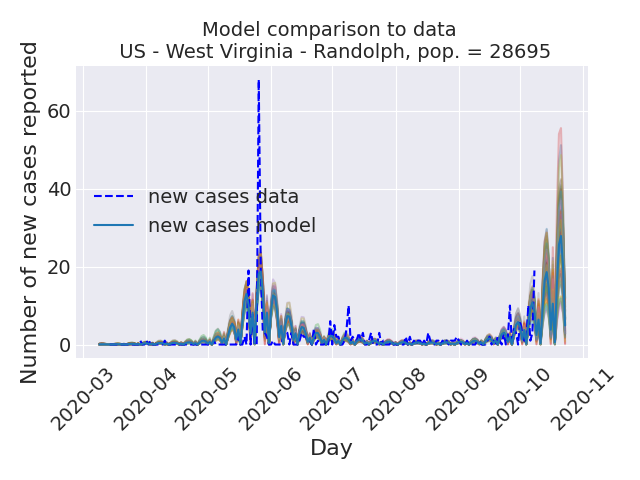 Model comparison to data
US - West Virginia - Randolph, pop. = 28695
Number of new cases reported
60
40
20
0
new cases data
new cases model
2020-03
2020-04
2020-05
2020-06
2020-07
2020-08
2020-09
2020-10
2020-11
Day